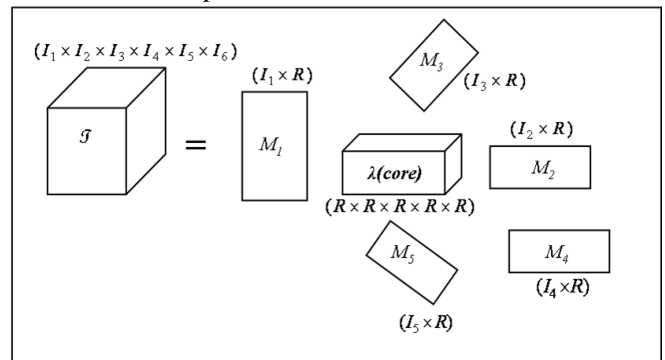 (I₁ × I₂ × I₃ × I₄ × I₅ × I₆)
𝒯
=
(I₁ × R)
M₁
M₃
(I₃ × R)
λ(core)
(R × R × R × R × R)
(I₂ × R)
M₂
M₅
(I₅ × R)
M₄
(I₄ × R)